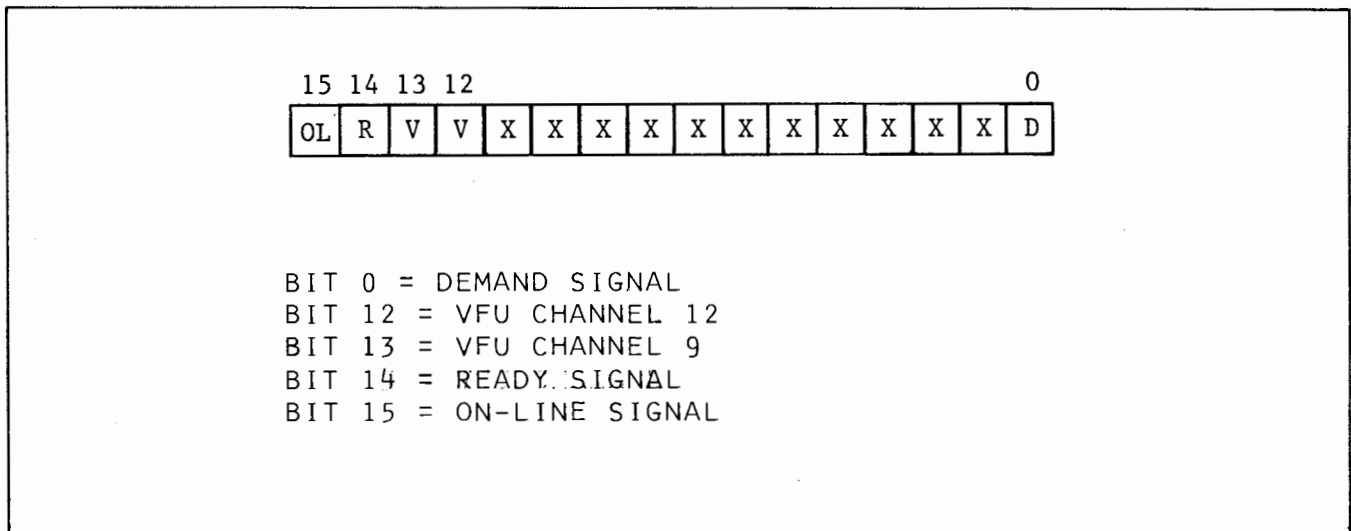 15 14 13 12 0
OL R V V X X X X X X X X X X X D
BIT 0 = DEMAND SIGNAL
BIT 12 = VFU CHANNEL 12
BIT 13 = VFU CHANNEL 9
BIT 14 = READY SIGNAL
BIT 15 = ON-LINE SIGNAL